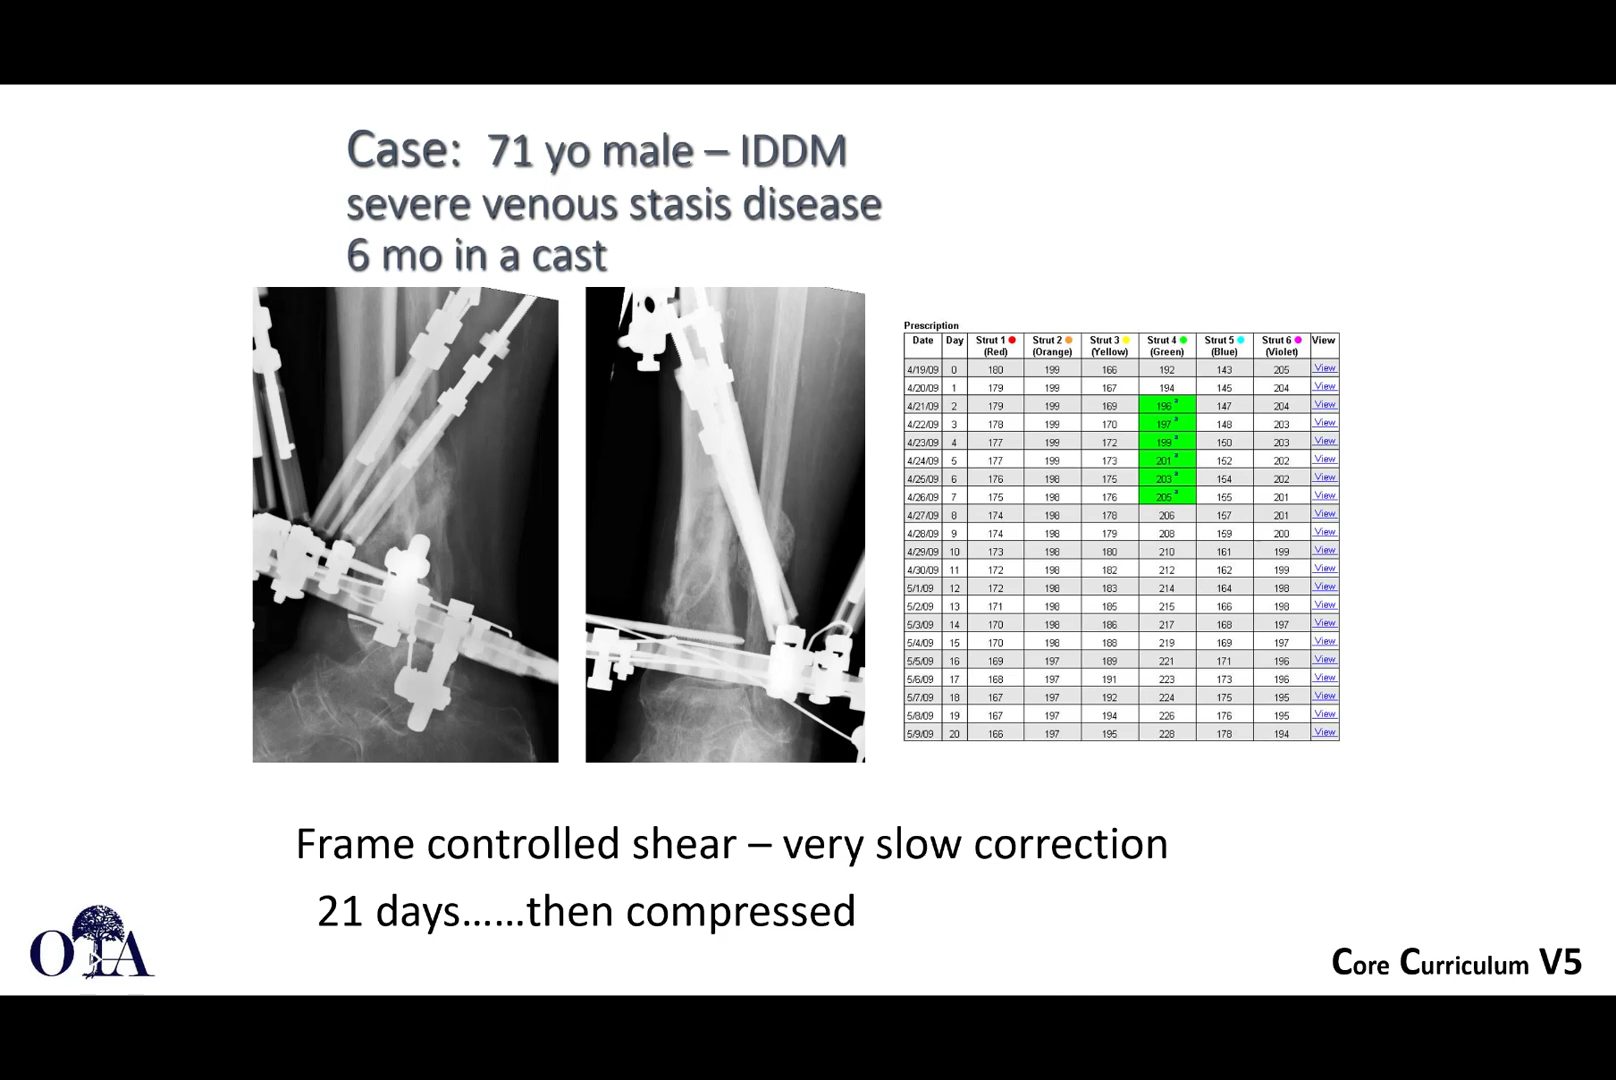 Case: 71 yo male – IDDM
severe venous stasis disease
6 mo in a cast
Prescription
Date Day Strut 1 (Red) Strut 2 (Orange) Strut 3 (Yellow) Strut 4 (Green) Strut 5 (Blue) Strut 6 (Violet) View
4/19/09 0 180 199 166 192 143 205 View
4/20/09 1 179 199 167 194 145 204 View
4/21/09 2 179 199 169 196 ³ 147 204 View
4/22/09 3 178 199 170 197 ³ 148 203 View
4/23/09 4 177 199 172 199 ³ 150 203 View
4/24/09 5 177 199 173 201 ³ 152 202 View
4/25/09 6 176 199 175 203 ³ 154 202 View
4/26/09 7 175 198 176 205 ³ 155 201 View
4/27/09 8 174 198 178 206 157 201 View
4/28/09 9 174 198 179 208 159 200 View
4/29/09 10 173 198 180 210 161 199 View
4/30/09 11 172 198 182 212 162 199 View
5/1/09 12 172 198 183 214 164 198 View
5/2/09 13 171 198 185 215 166 198 View
5/3/09 14 170 198 186 217 168 197 View
5/4/09 15 170 198 188 219 169 197 View
5/5/09 16 169 197 189 221 171 196 View
5/6/09 17 168 197 191 223 173 196 View
5/7/09 18 167 197 192 224 175 195 View
5/8/09 19 167 197 194 226 176 195 View
5/9/09 20 166 197 195 228 178 194 View
Frame controlled shear – very slow correction
21 days......then compressed
OTA
Core Curriculum V5